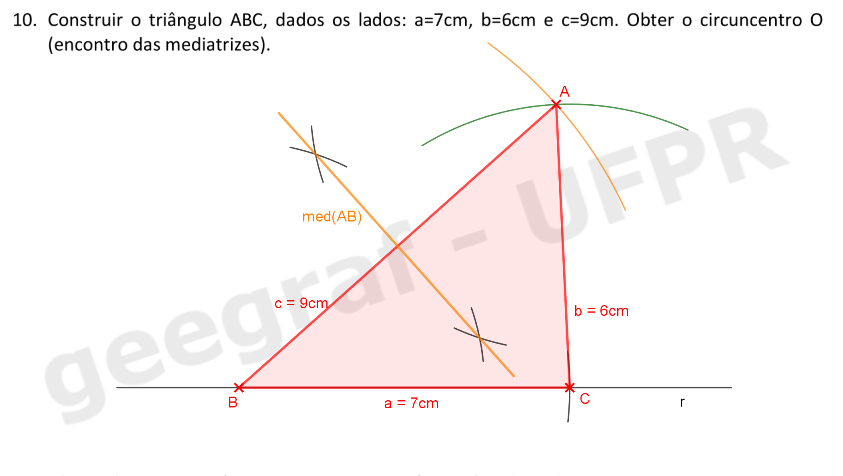 10. Construir o triângulo ABC, dados os lados: a=7cm, b=6cm e c=9cm. Obter o circuncentro O
(encontro das mediatrizes).
A
med(AB)
c = 9cm
b = 6cm
B
a = 7cm
C
r
geegraf - UFPR